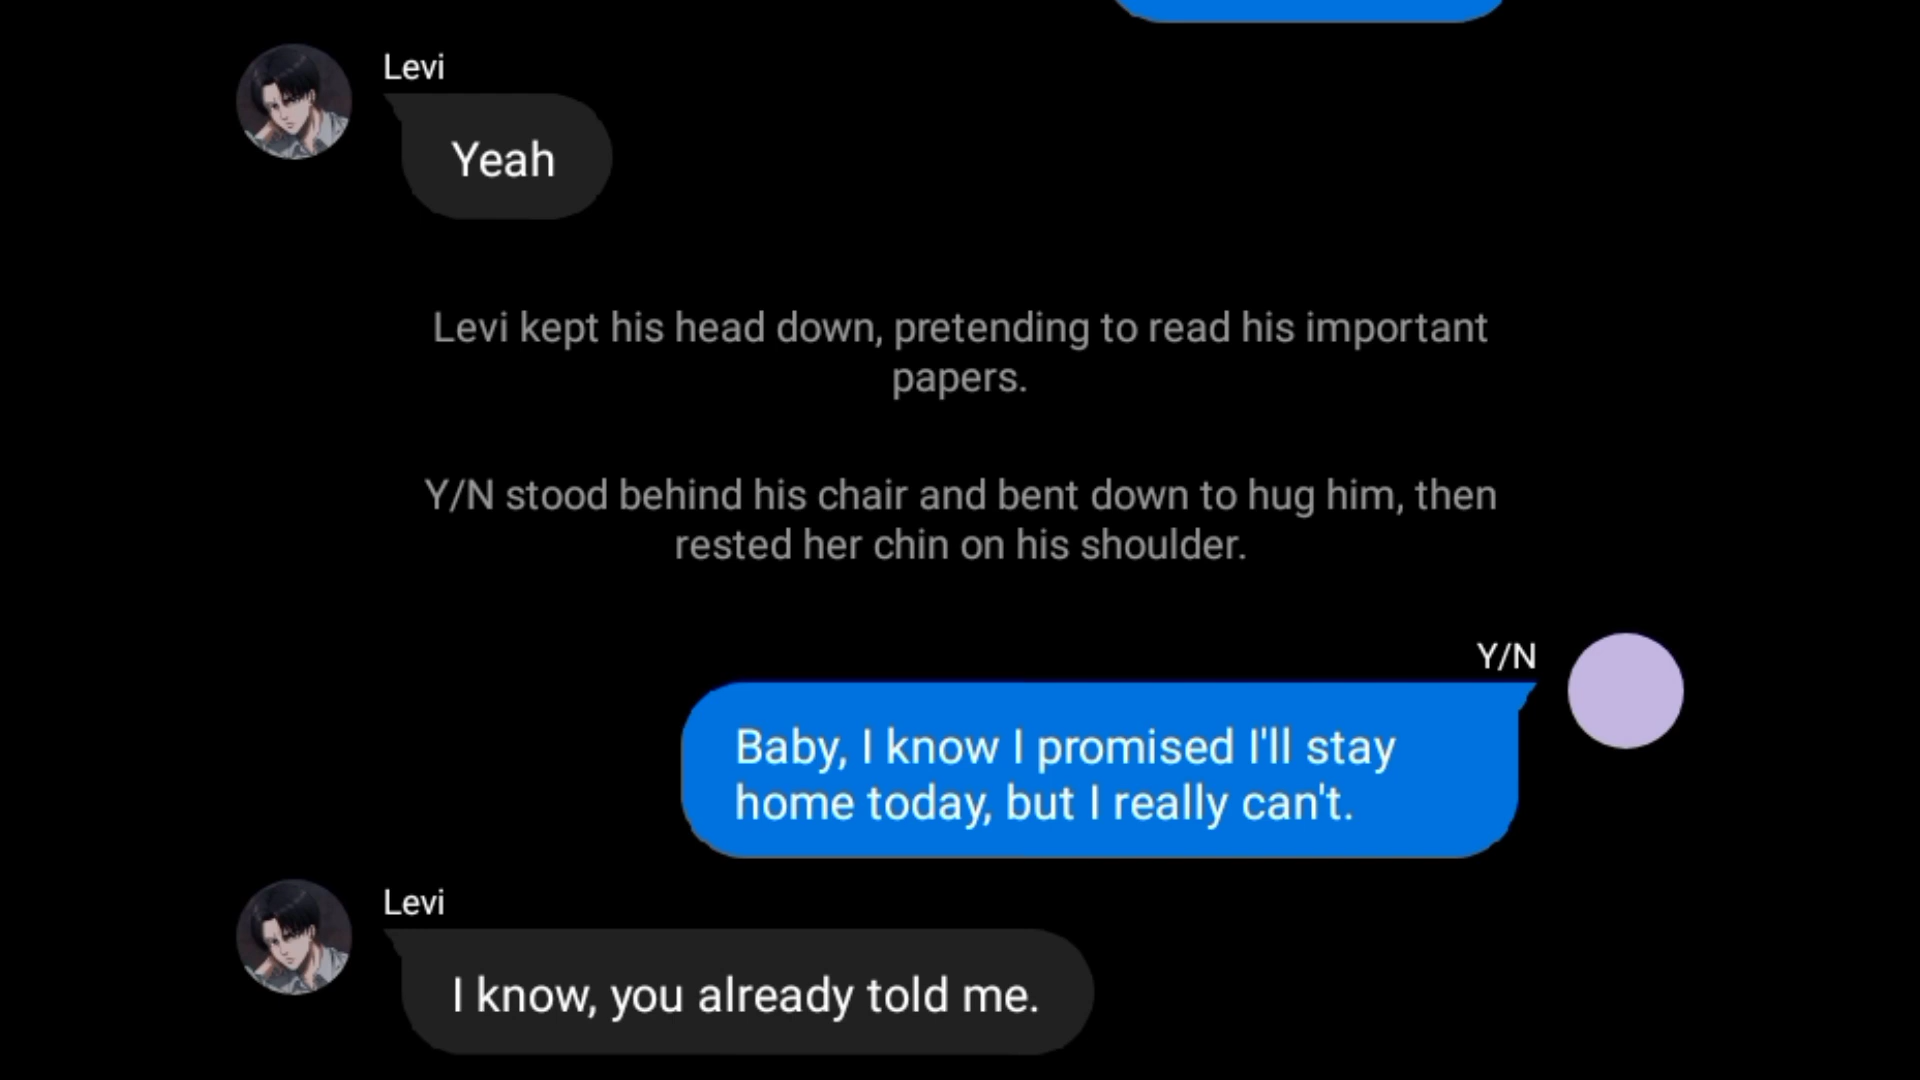 Levi
Yeah
Levi kept his head down, pretending to read his important
papers.
Y/N stood behind his chair and bent down to hug him, then
rested her chin on his shoulder.
Y/N
Baby, I know I promised I'll stay
home today, but I really can't.
Levi
I know, you already told me.